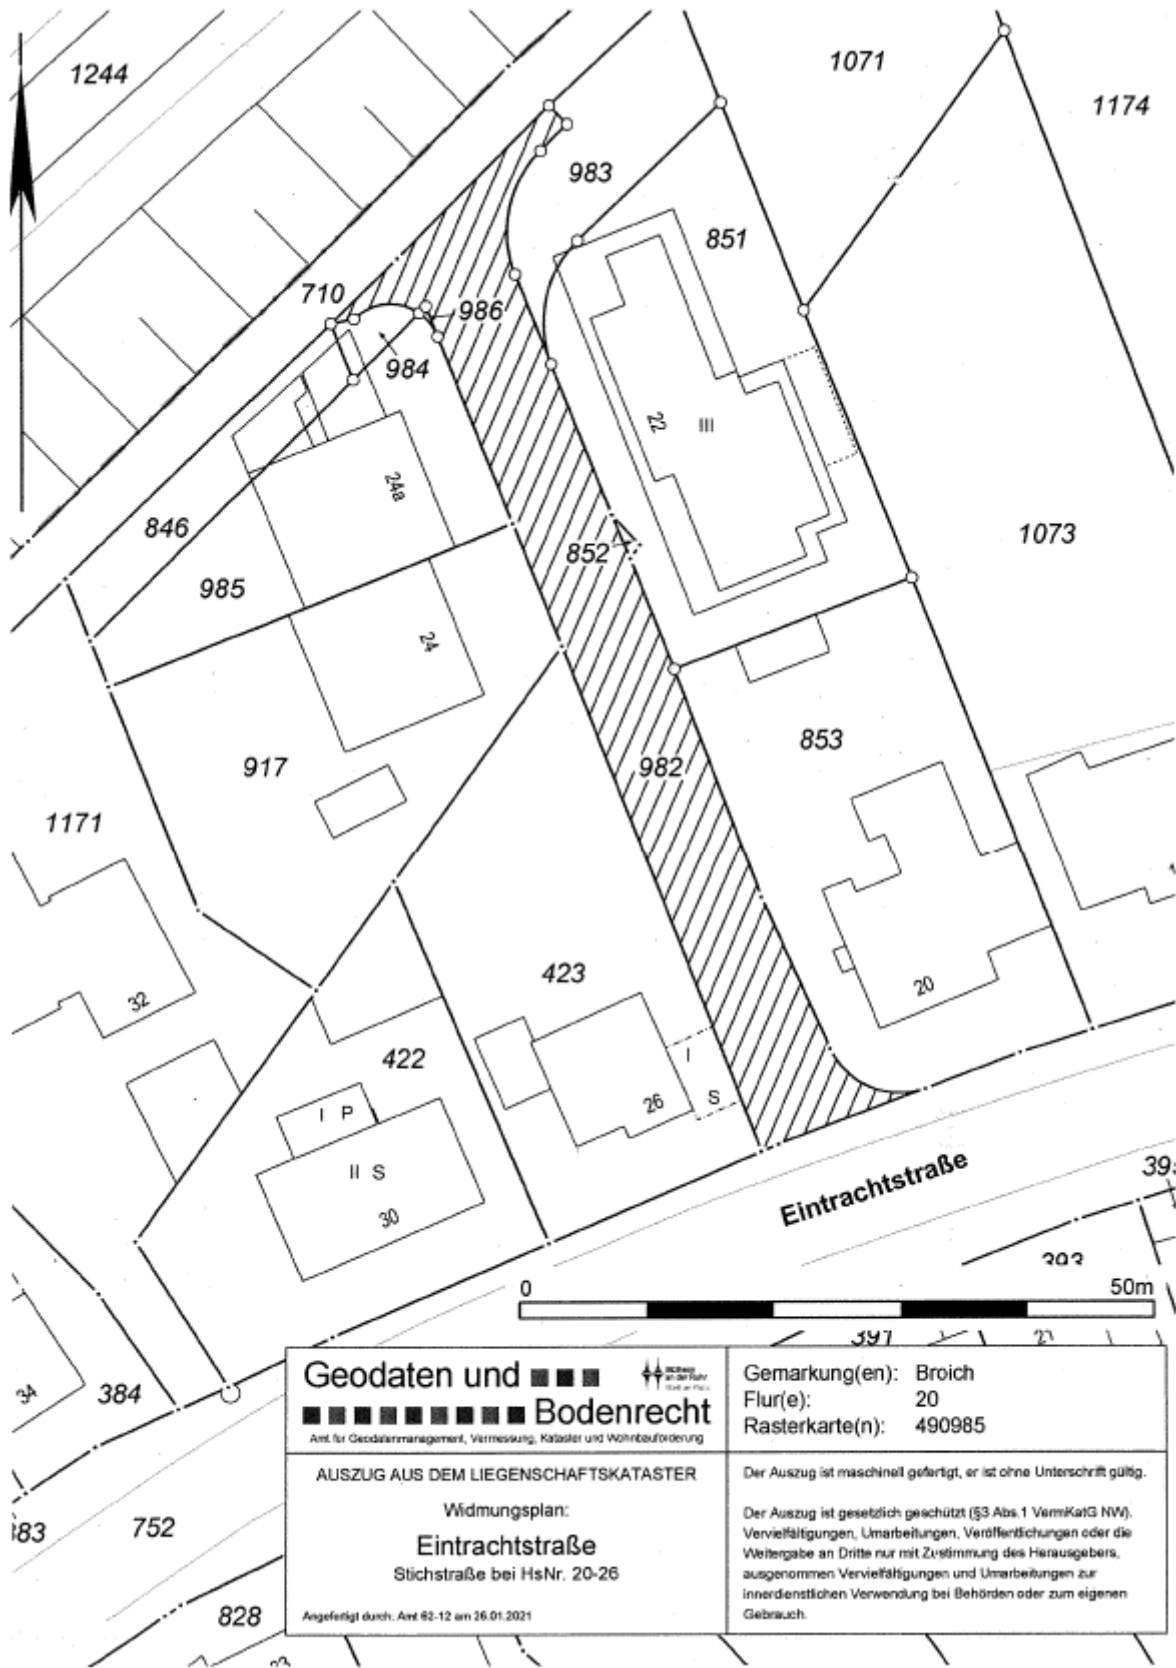 1244
1071
1174
983
851
710
986
984
22
III
24a
846
852
1073
985
24
853
917
982
1171
423
32
20
422
I
26
S
I P
II S
30
Eintrachtstraße
393
0 50m
391
21
34
384
Geodaten und
Bodenrecht
Amt für Geodatenmanagement, Vermessung, Kataster und Wohnbauförderung
Gemarkung(en): Broich
Flur(e): 20
Rasterkarte(n): 490985
AUSZUG AUS DEM LIEGENSCHAFTSKATASTER
Widmungsplan:
Eintrachtstraße
Stichstraße bei HsNr. 20-26
Angefertigt durch: Amt 62-12 am 26.01.2021
Der Auszug ist maschinell gefertigt, er ist ohne Unterschrift gültig.
Der Auszug ist gesetzlich geschützt (§3 Abs.1 VermKatG NW).
Vervielfältigungen, Umarbeitungen, Veröffentlichungen oder die
Weitergabe an Dritte nur mit Zustimmung des Herausgebers,
ausgenommen Vervielfältigungen und Umarbeitungen zur
innerdienstlichen Verwendung bei Behörden oder zum eigenen
Gebrauch.
383
752
828